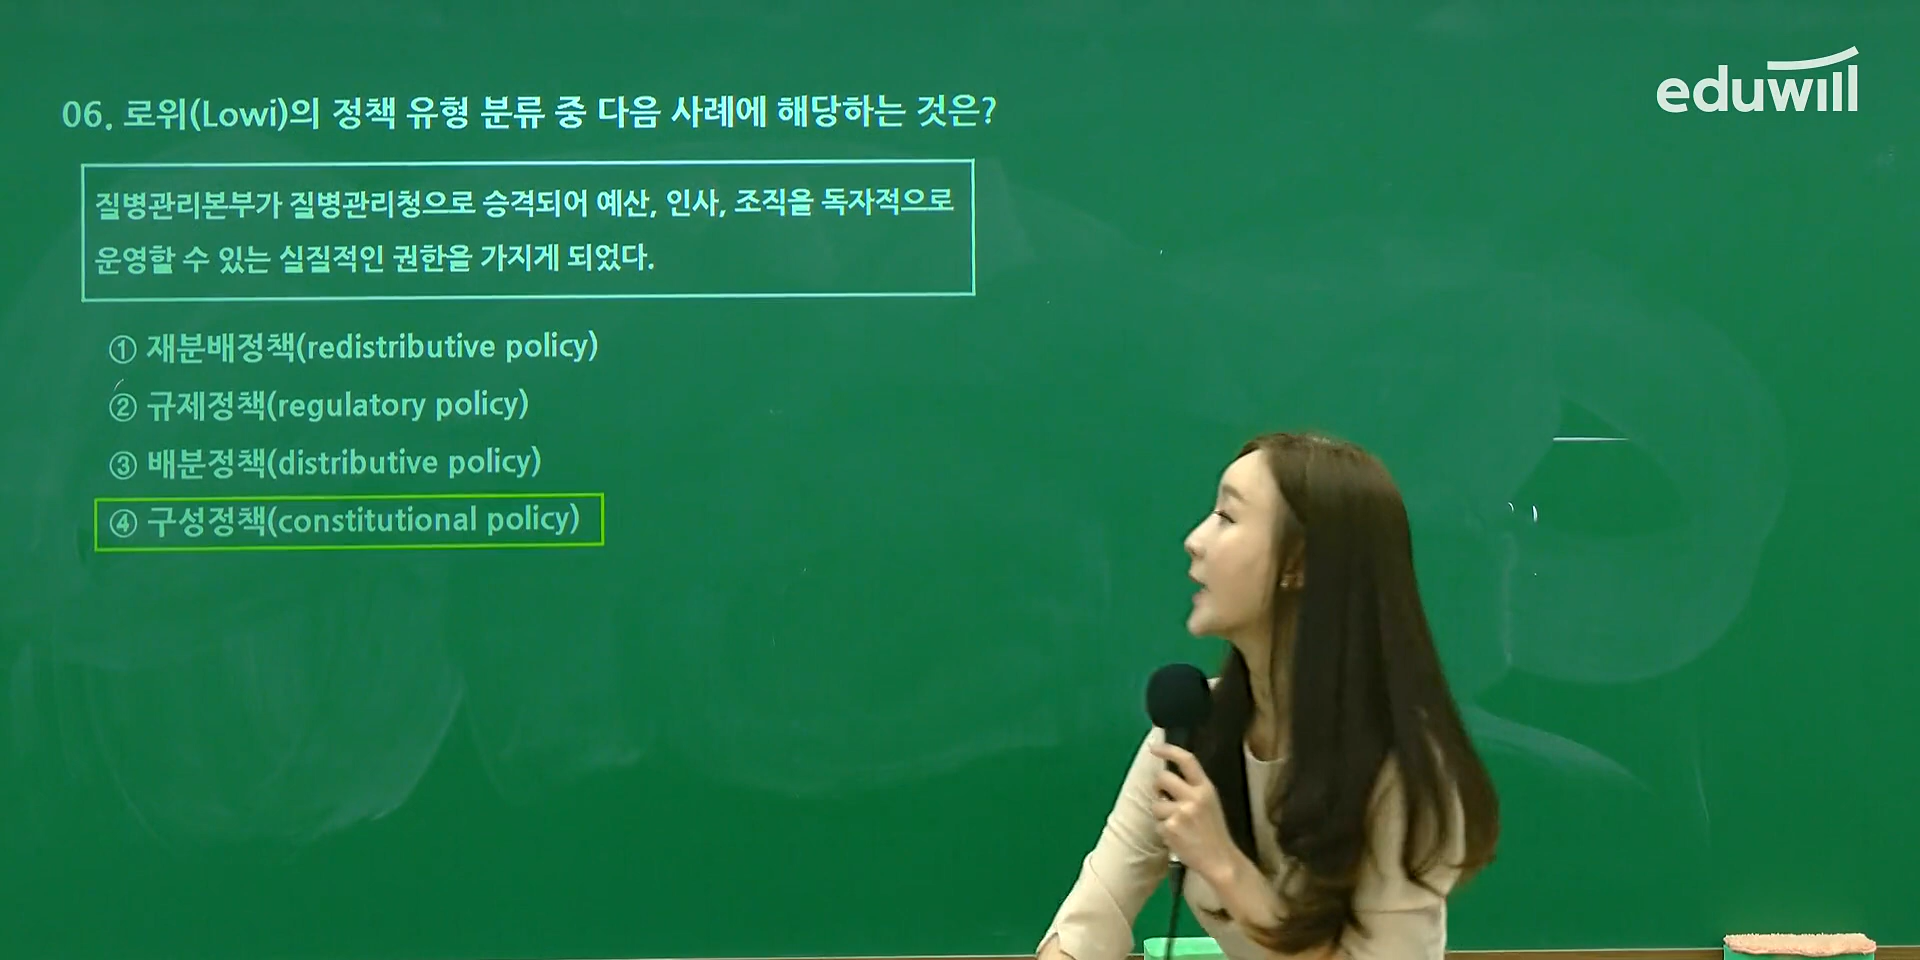 eduwill
06. 로위(Lowi)의 정책 유형 분류 중 다음 사례에 해당하는 것은?
질병관리본부가 질병관리청으로 승격되어 예산, 인사, 조직을 독자적으로
운영할 수 있는 실질적인 권한을 가지게 되었다.
① 재분배정책(redistributive policy)
② 규제정책(regulatory policy)
③ 배분정책(distributive policy)
④ 구성정책(constitutional policy)